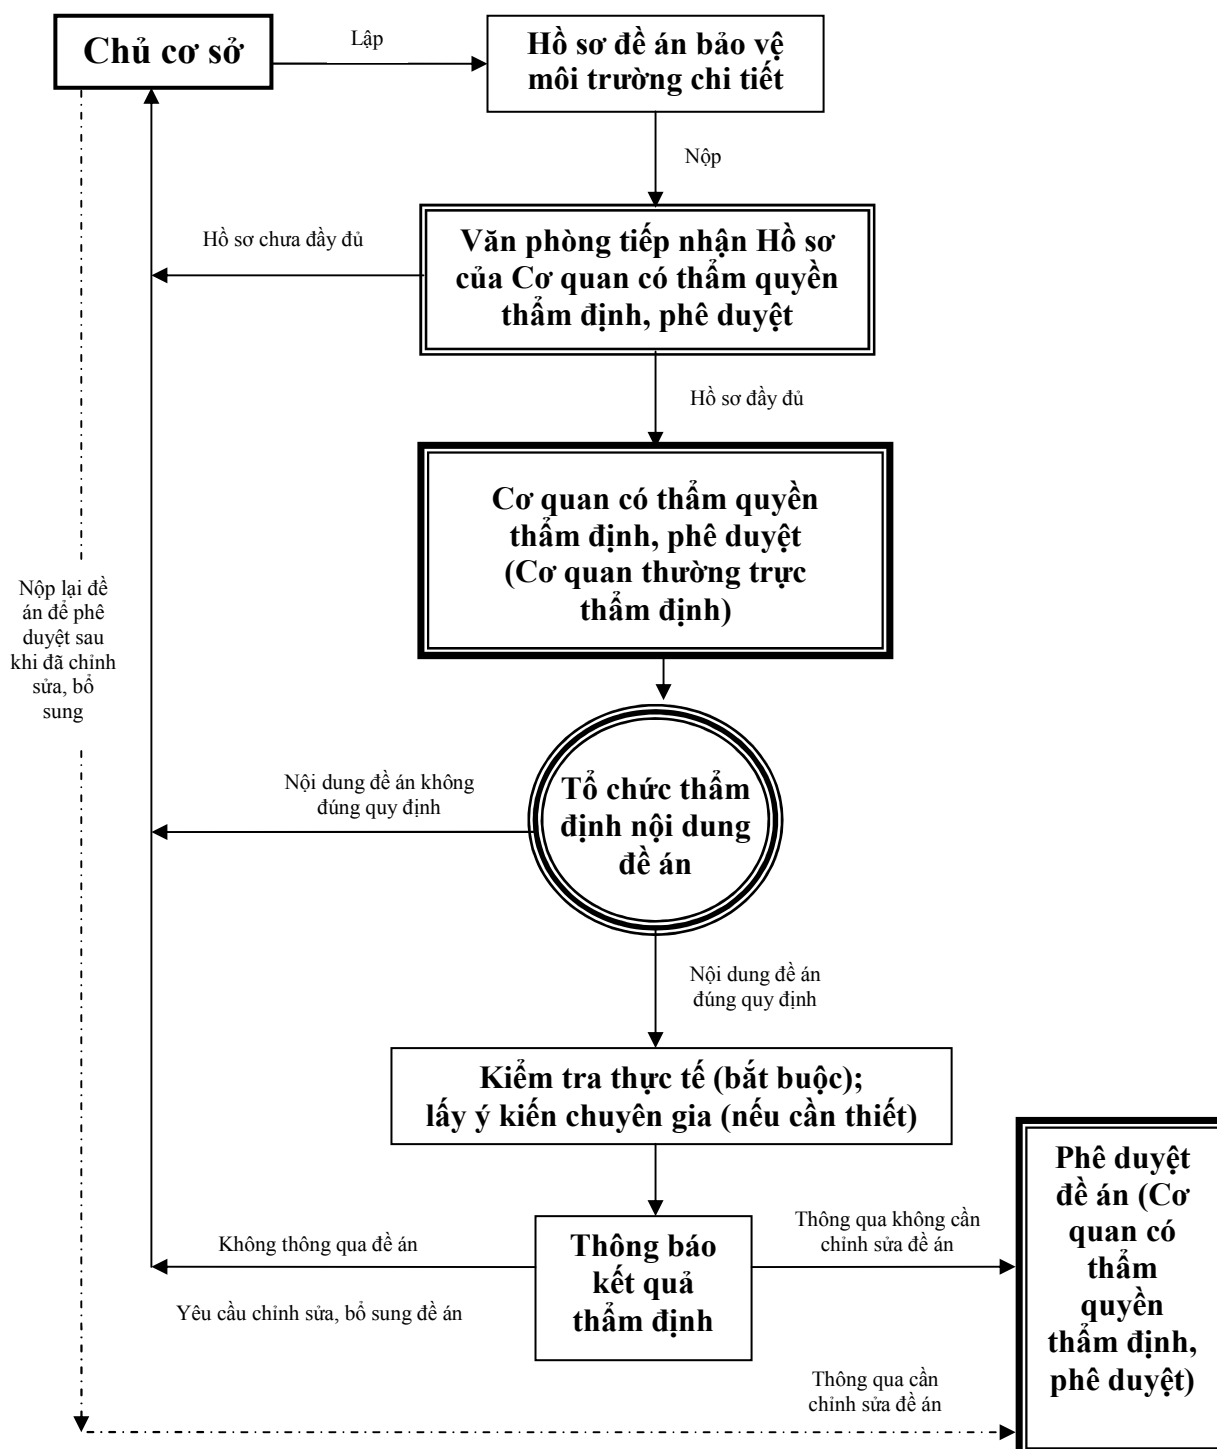 Chủ cơ sở
Lập
Hồ sơ đề án bảo vệ
môi trường chi tiết
Nộp
Hồ sơ chưa đầy đủ
Văn phòng tiếp nhận Hồ sơ
của Cơ quan có thẩm quyền
thẩm định, phê duyệt
Hồ sơ đầy đủ
Cơ quan có thẩm quyền
thẩm định, phê duyệt
(Cơ quan thường trực
thẩm định)
Nộp lại đề
án để phê
duyệt sau
khi đã chỉnh
sửa, bổ
sung
Nội dung đề án không
đúng quy định
Tổ chức thẩm
định nội dung
đề án
Nội dung đề án
đúng quy định
Kiểm tra thực tế (bắt buộc);
lấy ý kiến chuyên gia (nếu cần thiết)
Không thông qua đề án
Yêu cầu chỉnh sửa, bổ sung đề án
Thông báo
kết quả
thẩm định
Thông qua không cần
chỉnh sửa đề án
Thông qua cần
chỉnh sửa đề án
Phê duyệt
đề án (Cơ
quan có
thẩm
quyền
thẩm định,
phê duyệt)